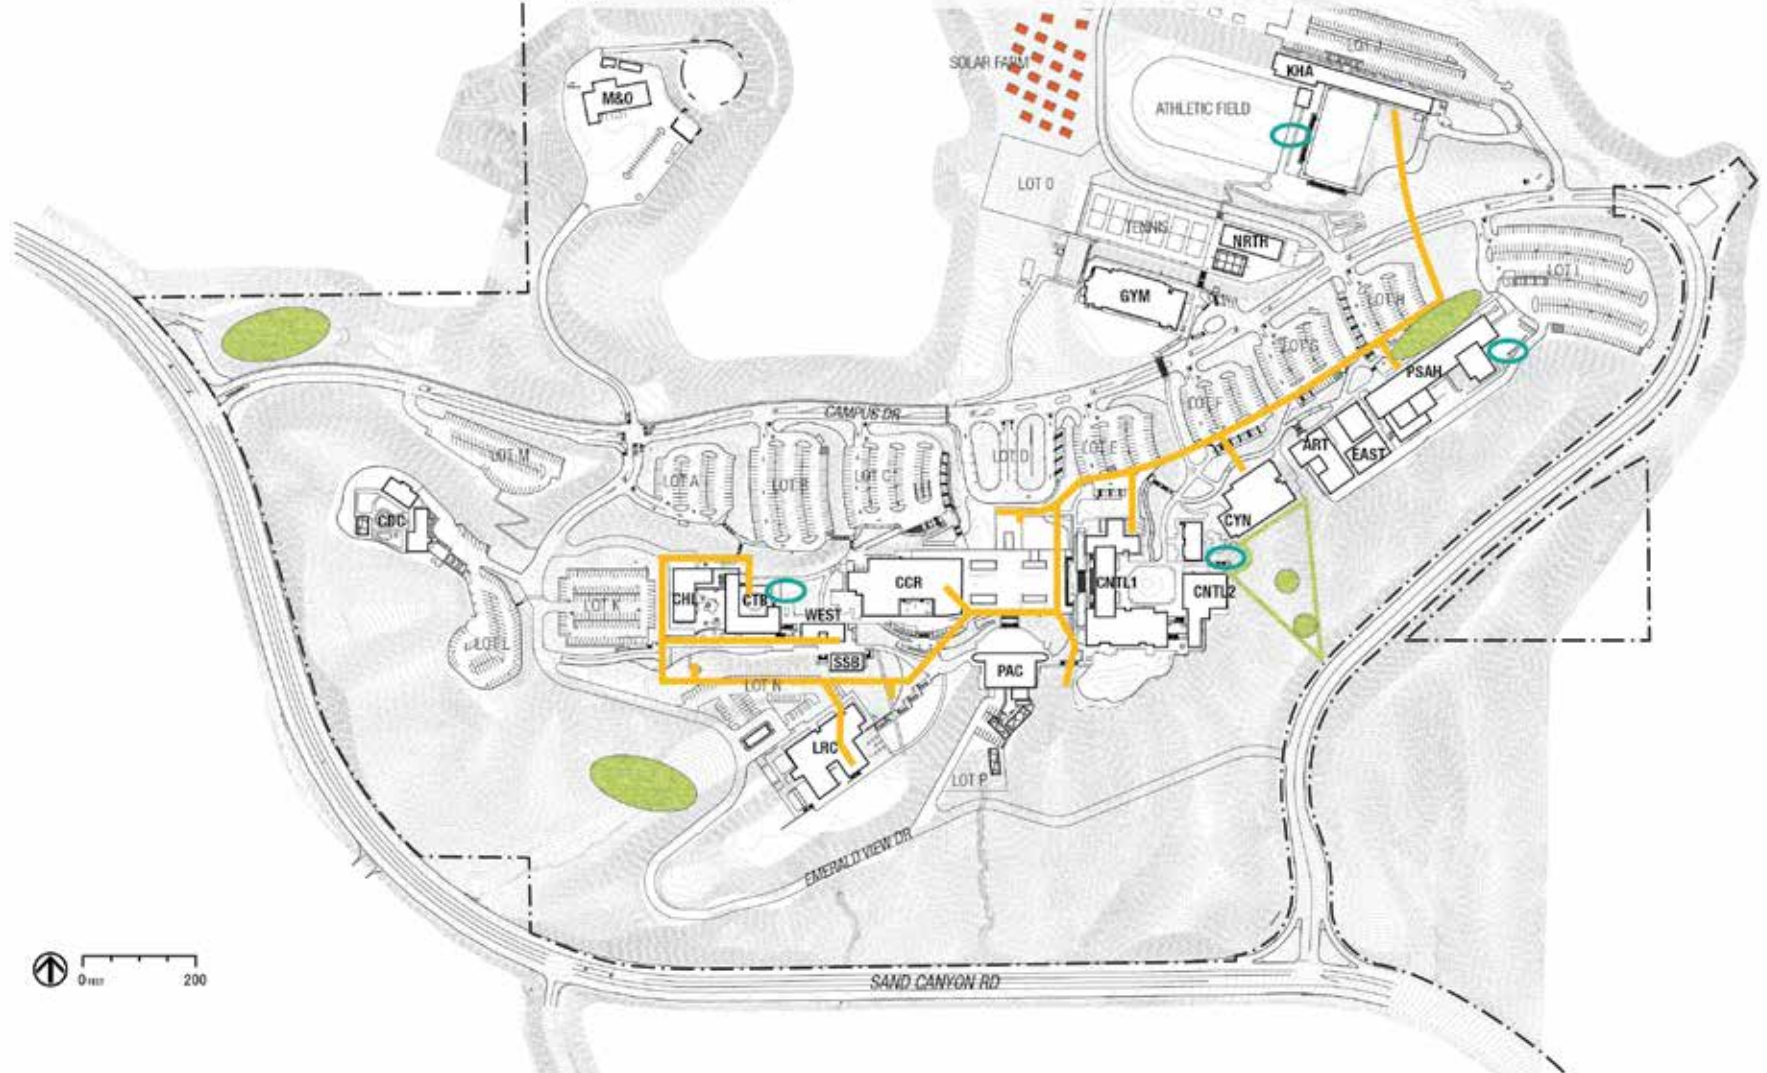 LOT J
KHA
SOLAR FARM
M&O
ATHLETIC FIELD
LOT O
TENNIS
NRTR
LOT I
GYM
LOT H
LOT G
PSAH
LOT F
CAMPUS DR
ART
EAST
LOT M
LOT A
LOT B
LOT C
LOT D
LOT E
CDC
CYN
CCR
CNTL1
CNTL2
LOT K
CHL
CTB
WEST
LOT L
SSB
PAC
LOT N
LRC
LOT P
EMERALD VIEW DR
0 FEET 200
SAND CANYON RD